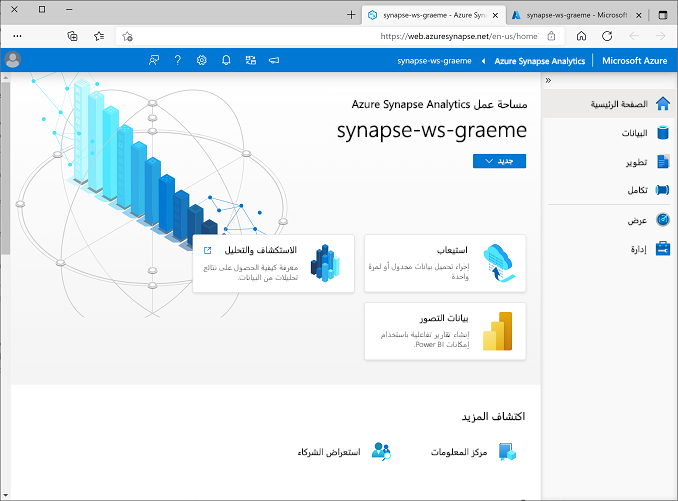 synapse-ws-graeme - Azure Syn
synapse-ws-graeme - Microsoft
https://web.azuresynapse.net/en-us/home
Microsoft Azure
Azure Synapse Analytics
synapse-ws-graeme
الصفحة الرئيسية
البيانات
تطوير
تكامل
عرض
إدارة
مساحة عمل Azure Synapse Analytics
synapse-ws-graeme
جديد
استيعاب
إجراء تحميل بيانات مجدول أو لمرة
واحدة
الاستكشاف والتحليل
معرفة كيفية الحصول على نتائج
تحليلات من البيانات.
بيانات التصور
إنشاء تقارير تفاعلية باستخدام
إمكانات Power BI.
اكتشاف المزيد
مركز المعلومات
استعراض الشركاء